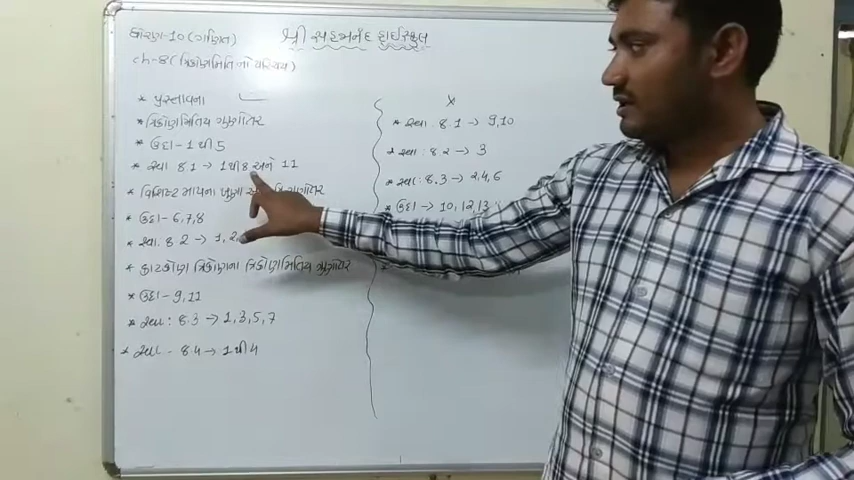 ધોરણ-10 (ગણિત)
શ્રી સહજાનંદ હાઈસ્કૂલ
ch-8 (ત્રિકોણમિતિનો પરિચય)
* પ્રસ્તાવના
* ત્રિકોણમિતિય ગુણોત્તર
* ઉદા-1 થી 5
* સ્વા 8.1 → 1 થી 8 અને 11
* વિશિષ્ટ માપના ખૂણા
* ઉદા-6,7,8
* સ્વા. 8.2 → 1,2
* કાટકોણ ત્રિકોણના ત્રિકોણમિતિય ગુણોત્તર
* ઉદા-9,11
* સ્વા: 8.3 → 1,3,5,7
* સ્વા- 8.4 → 1 થી 4
×
* સ્વા: 8.1 → 9,10
* સ્વા: 8.2 → 3
* સ્વા: 8.3 → 2,4,6
* ઉદા → 10,12,13